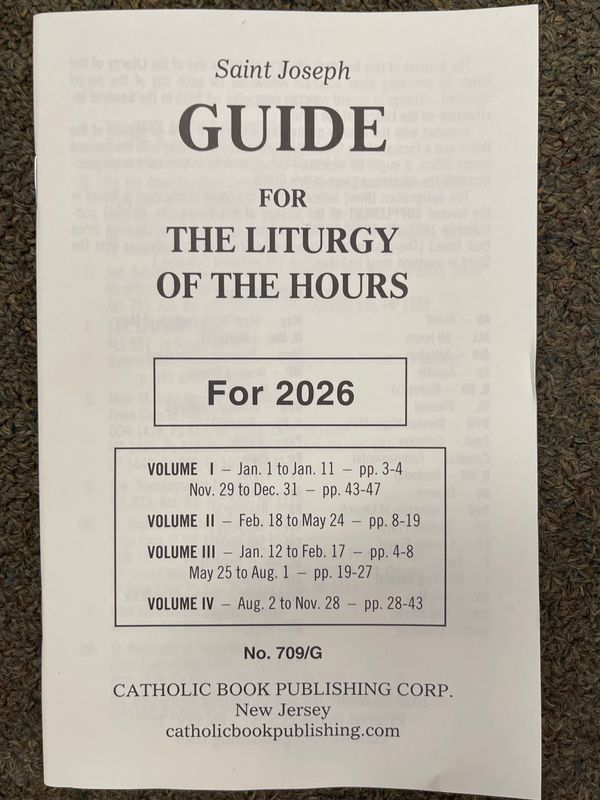 Saint Joseph
GUIDE
FOR
THE LITURGY
OF THE HOURS
For 2026
VOLUME I – Jan. 1 to Jan. 11 – pp. 3-4
Nov. 29 to Dec. 31 – pp. 43-47
VOLUME II – Feb. 18 to May 24 – pp. 8-19
VOLUME III – Jan. 12 to Feb. 17 – pp. 4-8
May 25 to Aug. 1 – pp. 19-27
VOLUME IV – Aug. 2 to Nov. 28 – pp. 28-43
No. 709/G
CATHOLIC BOOK PUBLISHING CORP.
New Jersey
catholicbookpublishing.com